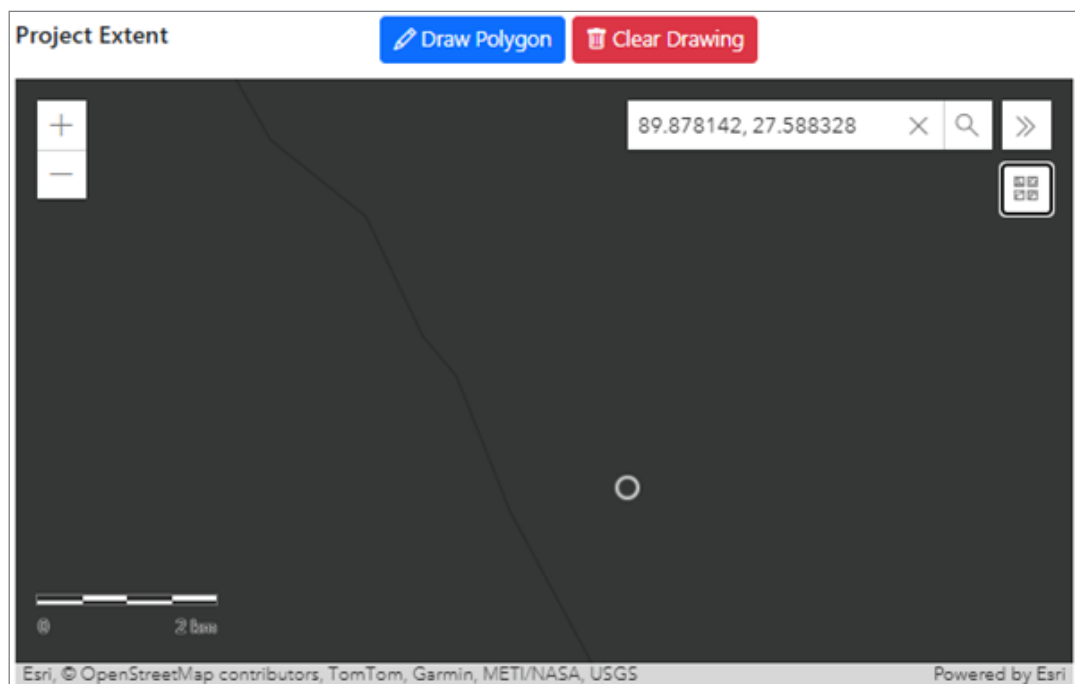 Project Extent
Draw Polygon
Clear Drawing
89.878142, 27.588328
0
2 km
Esri, © OpenStreetMap contributors, TomTom, Garmin, METI/NASA, USGS
Powered by Esri